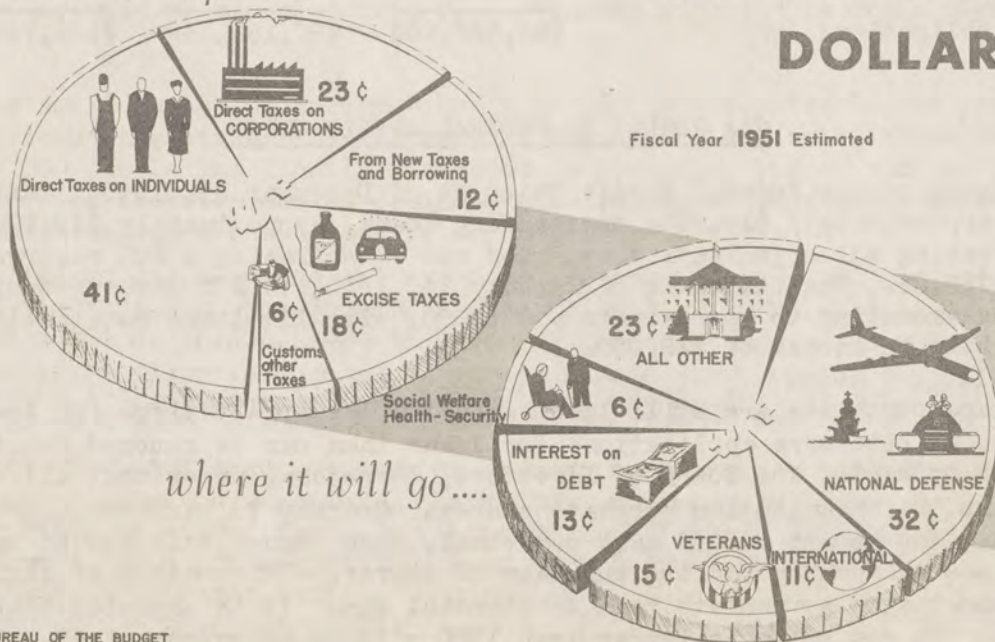 DOLLAR
Fiscal Year 1951 Estimated
23¢
Direct Taxes on
CORPORATIONS
Direct Taxes on INDIVIDUALS
41¢
From New Taxes
and Borrowing
12¢
EXCISE TAXES
18¢
6¢
Customs
other
Taxes
where it will go....
23¢
ALL OTHER
Social Welfare
Health-Security
6¢
INTEREST on
DEBT
13¢
VETERANS
15¢
INTERNATIONAL
11¢
NATIONAL DEFENSE
32¢
UREAU OF THE BUDGET